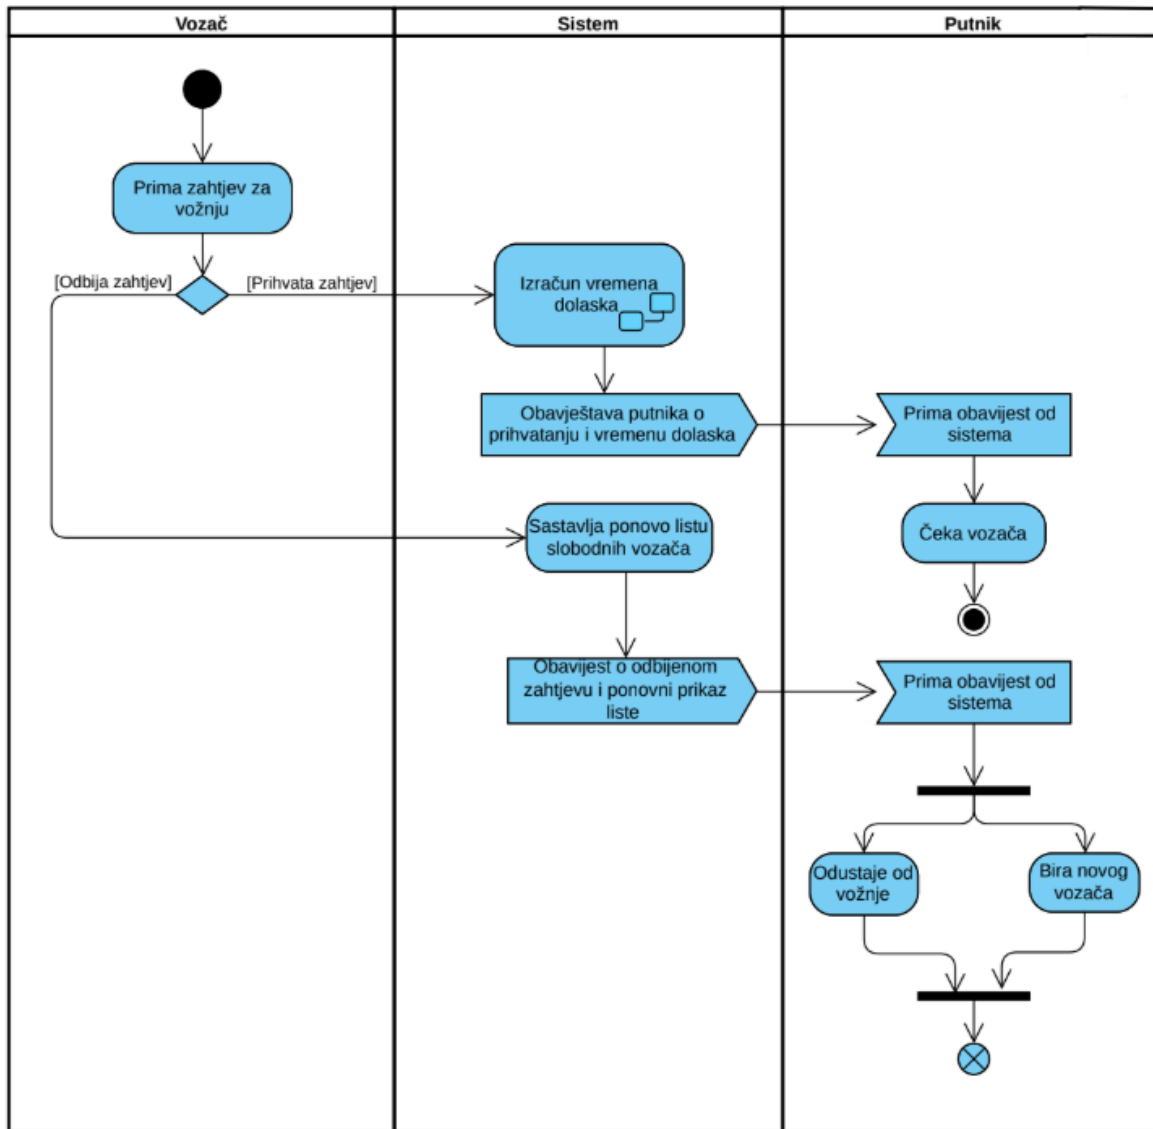 Vozač
Sistem
Putnik
Prima zahtjev za
vožnju
[Odbija zahtjev]
[Prihvata zahtjev]
Izračun vremena
dolaska
Obavještava putnika o
prihvatanju i vremenu dolaska
Prima obavijest od
sistema
Sastavlja ponovo listu
slobodnih vozača
Čeka vozača
Obavijest o odbijenom
zahtjevu i ponovni prikaz
liste
Prima obavijest od
sistema
Odustaje od
vožnje
Bira novog
vozača